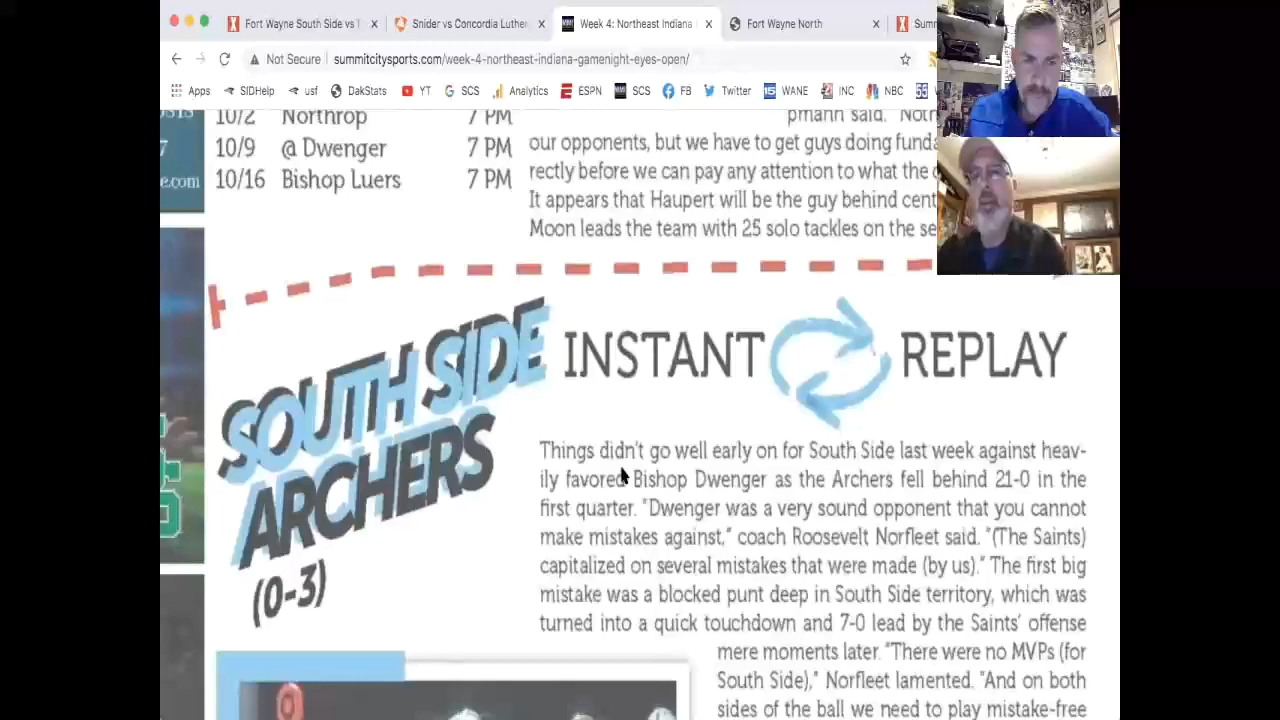 Fort Wayne South Side vs
Snider vs Concordia Luthe
Week 4: Northeast Indiana
Fort Wayne North
Sum
Not Secure
summitcitysports.com/week-4-northeast-indiana-gamenight-eyes-open/
Apps
SIDHelp
usf
DakStats
YT
SCS
Analytics
ESPN
SCS
FB
Twitter
WANE
INC
NBC
10/2 Northrop 7 PM
10/9 @ Dwenger 7 PM
10/16 Bishop Luers 7 PM
our opponents, but we have to get guys doing funda
rectly before we can pay any attention to what the
It appears that Haupert will be the guy behind cent
Moon leads the team with 25 solo tackles on the se
SOUTH SIDE
ARCHERS
(0-3)
INSTANT REPLAY
Things didn't go well early on for South Side last week against heav-
ily favored Bishop Dwenger as the Archers fell behind 21-0 in the
first quarter. "Dwenger was a very sound opponent that you cannot
make mistakes against," coach Roosevelt Norfleet said. "(The Saints)
capitalized on several mistakes that were made (by us)." The first big
mistake was a blocked punt deep in South Side territory, which was
turned into a quick touchdown and 7-0 lead by the Saints' offense
mere moments later. "There were no MVPs (for
South Side)," Norfleet lamented. "And on both
sides of the ball we need to play mistake-free